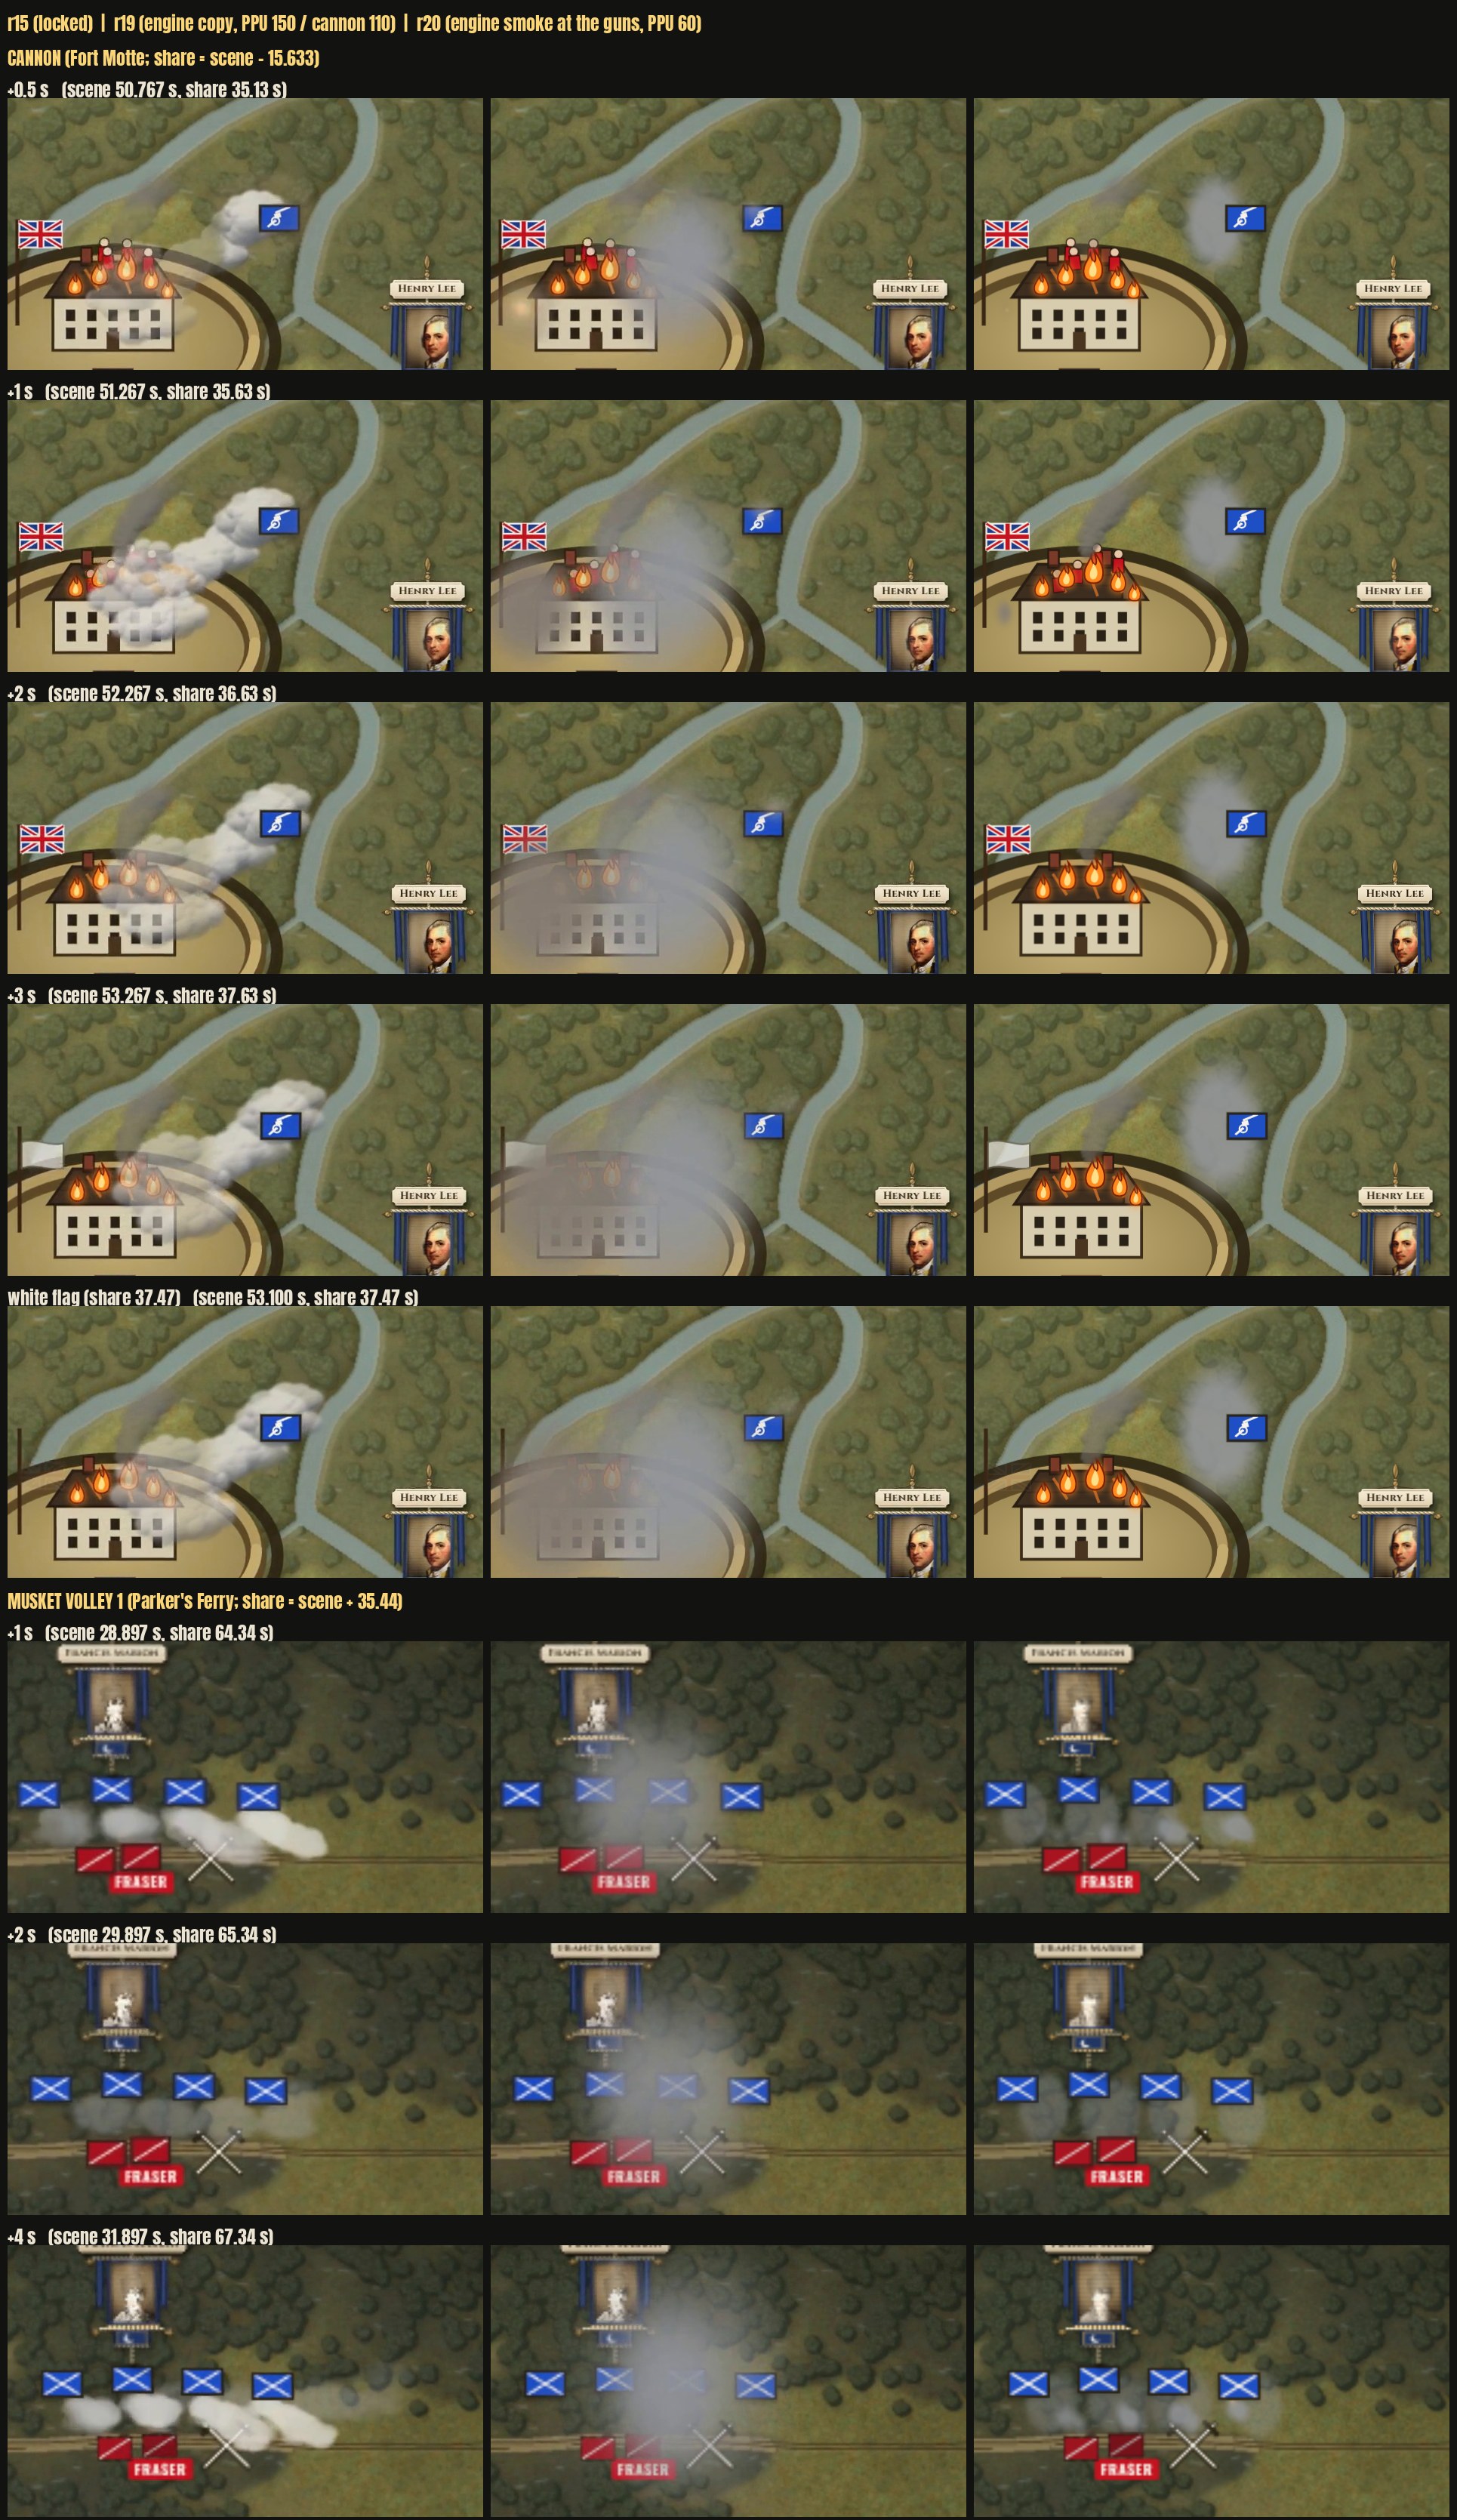 r15 (locked) | r19 (engine copy, PPU 150 / cannon 110) | r20 (engine smoke at the guns, PPU 60)
CANNON (Fort Motte; share = scene - 15.633)
+0.5 s (scene 50.767 s, share 35.13 s)
HENRY LEE HENRY LEE HENRY LEE
+1 s (scene 51.267 s, share 35.63 s)
HENRY LEE HENRY LEE HENRY LEE
+2 s (scene 52.267 s, share 36.63 s)
HENRY LEE HENRY LEE HENRY LEE
+3 s (scene 53.267 s, share 37.63 s)
HENRY LEE HENRY LEE HENRY LEE
white flag (share 37.47) (scene 53.100 s, share 37.47 s)
HENRY LEE HENRY LEE HENRY LEE
MUSKET VOLLEY 1 (Parker's Ferry; share = scene + 35.44)
+1 s (scene 28.897 s, share 64.34 s)
FRANCIS MARION FRANCIS MARION FRANCIS MARION
FRASER FRASER FRASER
+2 s (scene 29.897 s, share 65.34 s)
FRANCIS MARION FRANCIS MARION FRANCIS MARION
FRASER FRASER FRASER
+4 s (scene 31.897 s, share 67.34 s)
FRASER FRASER FRASER